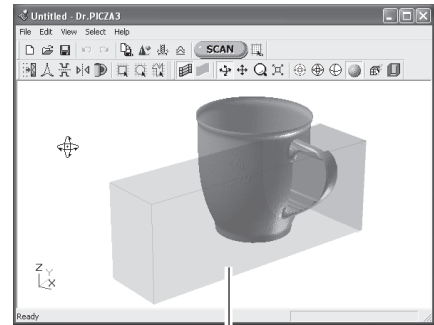 Untitled - Dr.PICZA3
File Edit View Select Help
SCAN
Z
Y
X
Ready